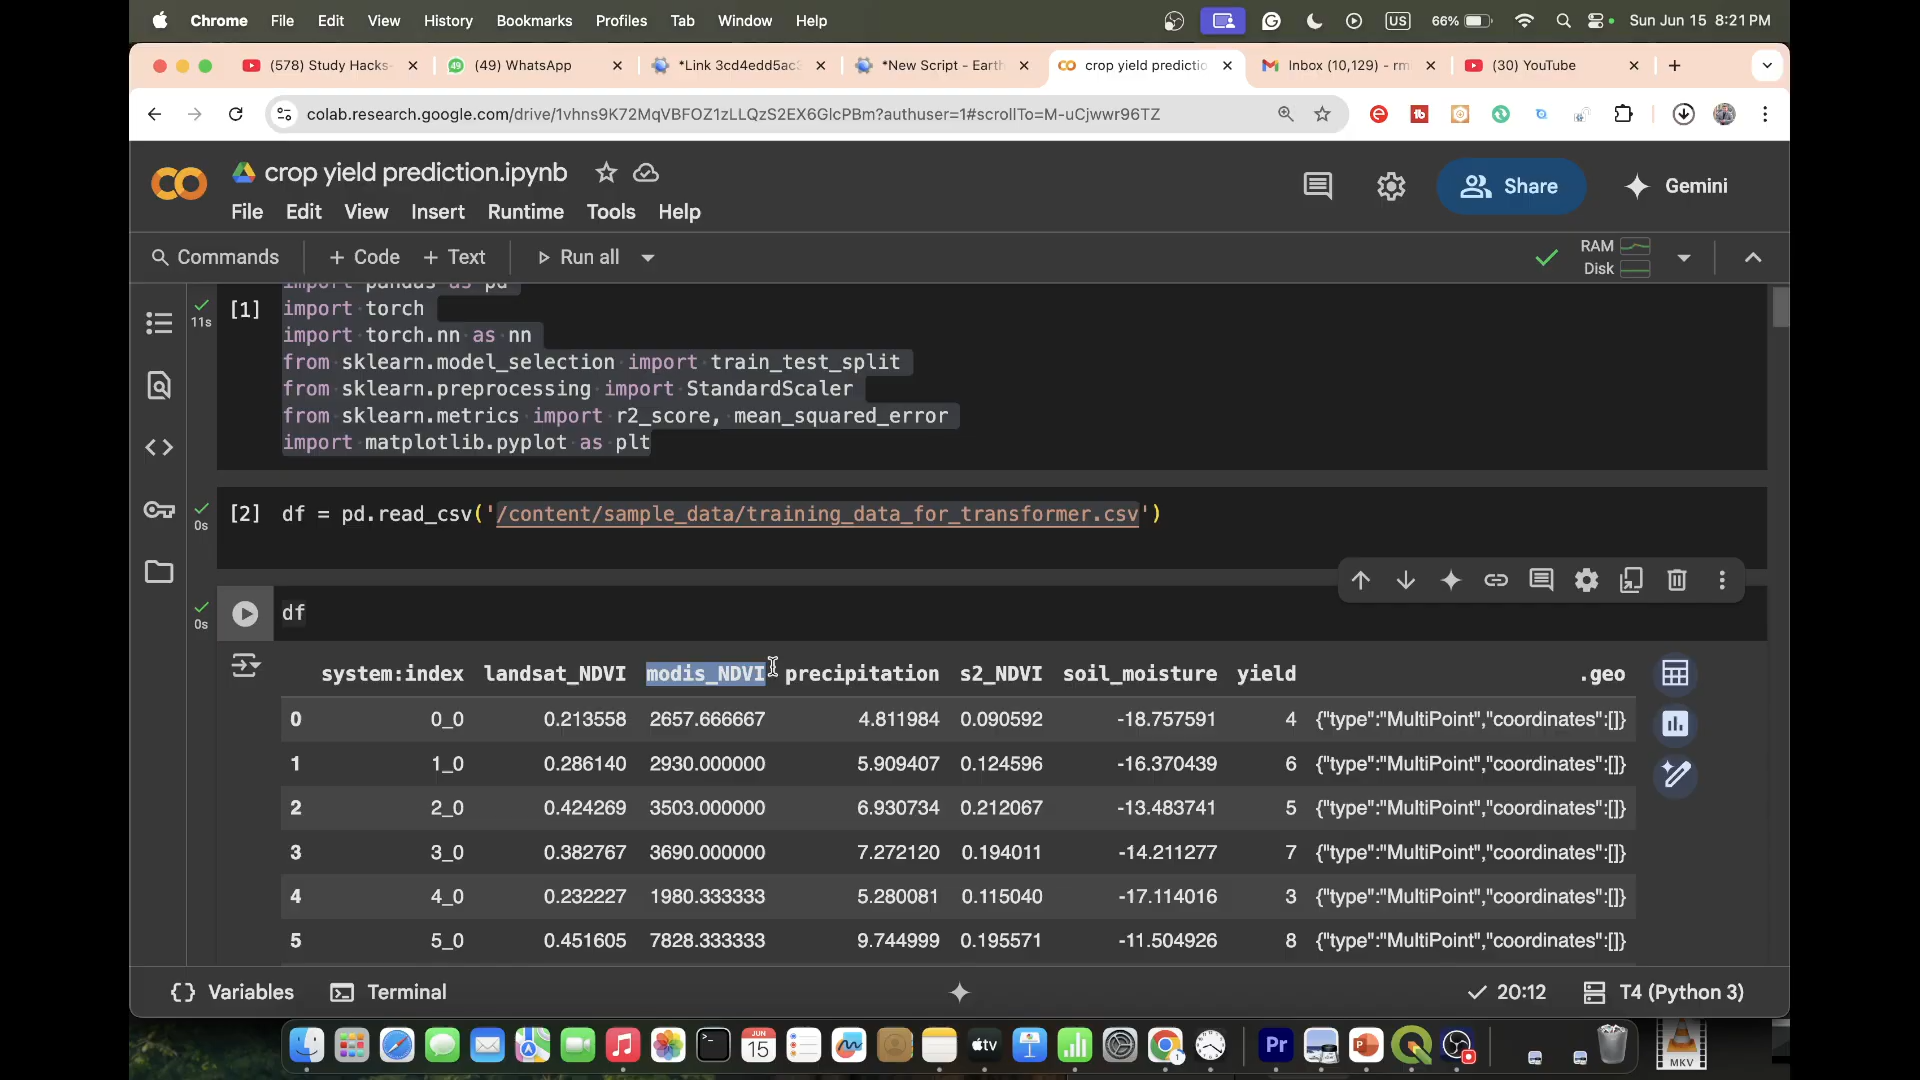 Chrome File Edit View History Bookmarks Profiles Tab Window Help US 66% Sun Jun 15 8:21 PM
(578) Study Hacks (49) WhatsApp *Link 3cd4edd5ac3 *New Script - Earth crop yield predictio Inbox (10,129) - rm (30) YouTube
colab.research.google.com/drive/1vhns9K72MqVBFOZ1zLLQzS2EX6GlcPBm?authuser=1#scrollTo=M-uCjwwr96TZ
crop yield prediction.ipynb
Share Gemini
File Edit View Insert Runtime Tools Help
Commands + Code + Text Run all RAM
Disk
import pandas as pd
[1] import torch
11s
import torch.nn as nn
from sklearn.model_selection import train_test_split
from sklearn.preprocessing import StandardScaler
from sklearn.metrics import r2_score, mean_squared_error
import matplotlib.pyplot as plt
[2] df = pd.read_csv('/content/sample_data/training_data_for_transformer.csv')
0s
df
0s
system:index landsat_NDVI modis_NDVI precipitation s2_NDVI soil_moisture yield .geo
0 0_0 0.213558 2657.666667 4.811984 0.090592 -18.757591 4 {"type":"MultiPoint","coordinates":[]}
1 1_0 0.286140 2930.000000 5.909407 0.124596 -16.370439 6 {"type":"MultiPoint","coordinates":[]}
2 2_0 0.424269 3503.000000 6.930734 0.212067 -13.483741 5 {"type":"MultiPoint","coordinates":[]}
3 3_0 0.382767 3690.000000 7.272120 0.194011 -14.211277 7 {"type":"MultiPoint","coordinates":[]}
4 4_0 0.232227 1980.333333 5.280081 0.115040 -17.114016 3 {"type":"MultiPoint","coordinates":[]}
5 5_0 0.451605 7828.333333 9.744999 0.195571 -11.504926 8 {"type":"MultiPoint","coordinates":[]}
Variables Terminal 20:12 T4 (Python 3)
JUN
15
tv
Pr
MKV